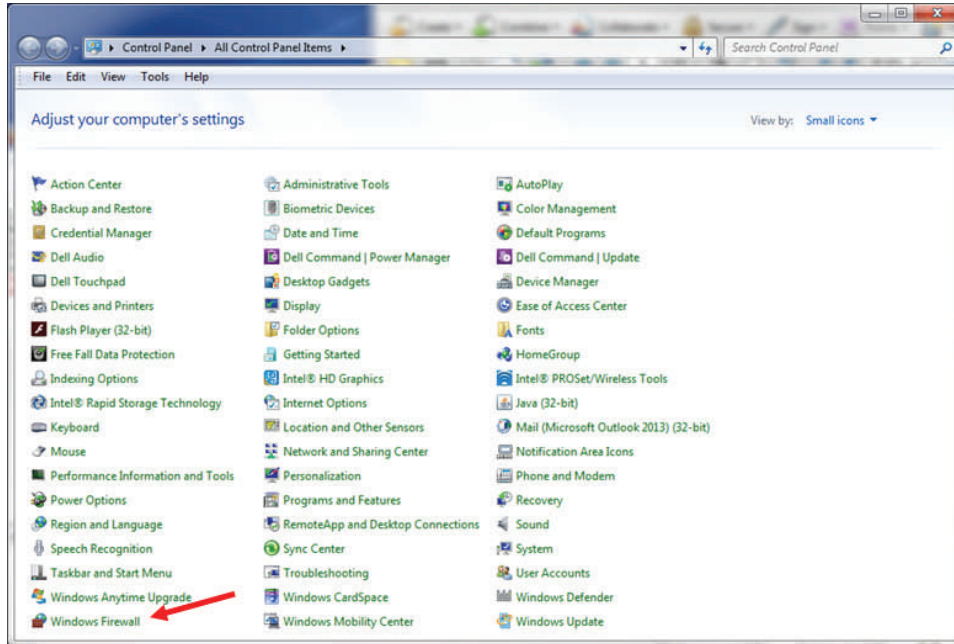 Control Panel ▸ All Control Panel Items ▸ Search Control Panel
File Edit View Tools Help
Adjust your computer's settings View by: Small icons
Action Center Administrative Tools AutoPlay
Backup and Restore Biometric Devices Color Management
Credential Manager Date and Time Default Programs
Dell Audio Dell Command | Power Manager Dell Command | Update
Dell Touchpad Desktop Gadgets Device Manager
Devices and Printers Display Ease of Access Center
Flash Player (32-bit) Folder Options Fonts
Free Fall Data Protection Getting Started HomeGroup
Indexing Options Intel® HD Graphics Intel® PROSet/Wireless Tools
Intel® Rapid Storage Technology Internet Options Java (32-bit)
Keyboard Location and Other Sensors Mail (Microsoft Outlook 2013) (32-bit)
Mouse Network and Sharing Center Notification Area Icons
Performance Information and Tools Personalization Phone and Modem
Power Options Programs and Features Recovery
Region and Language RemoteApp and Desktop Connections Sound
Speech Recognition Sync Center System
Taskbar and Start Menu Troubleshooting User Accounts
Windows Anytime Upgrade Windows CardSpace Windows Defender
Windows Firewall Windows Mobility Center Windows Update